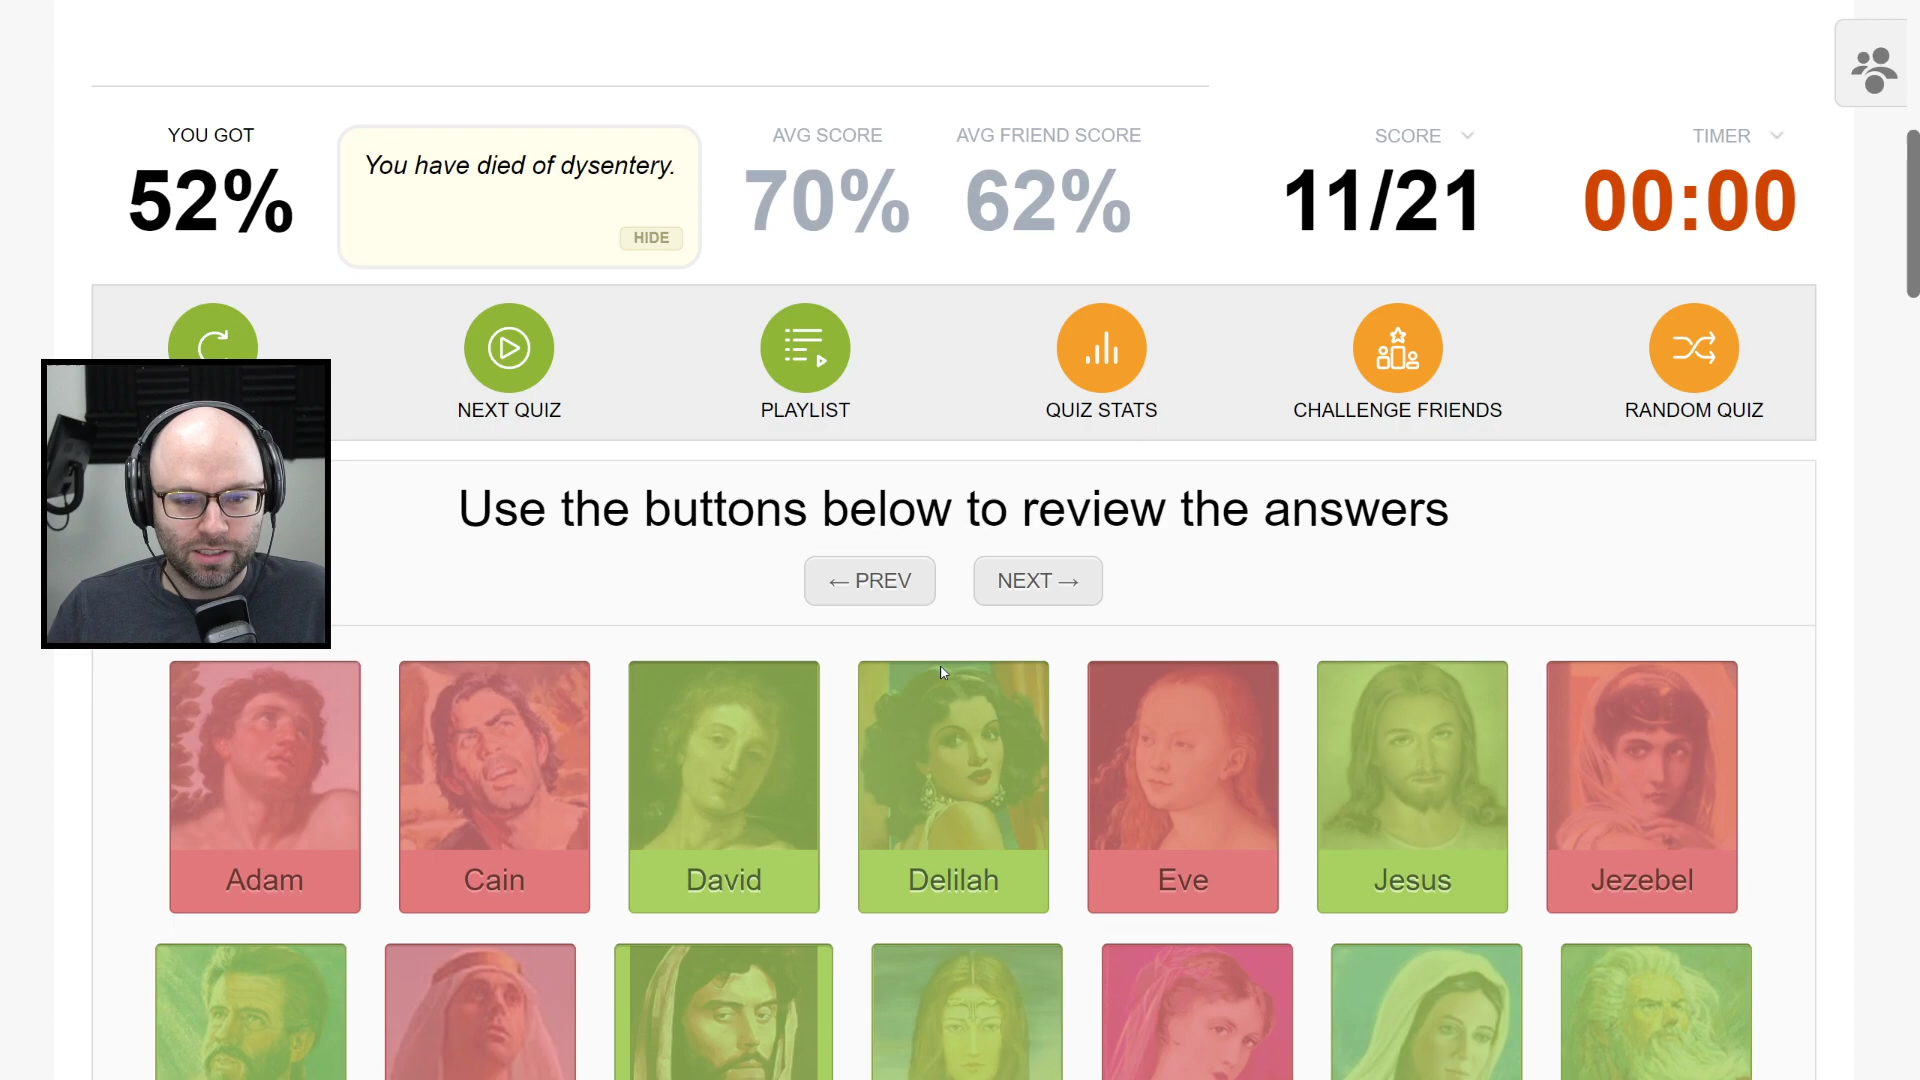 YOU GOT
52%
You have died of dysentery.
HIDE
AVG SCORE
70%
AVG FRIEND SCORE
62%
SCORE
11/21
TIMER
00:00
NEXT QUIZ
PLAYLIST
QUIZ STATS
CHALLENGE FRIENDS
RANDOM QUIZ
Use the buttons below to review the answers
← PREV
NEXT →
Adam
Cain
David
Delilah
Eve
Jesus
Jezebel